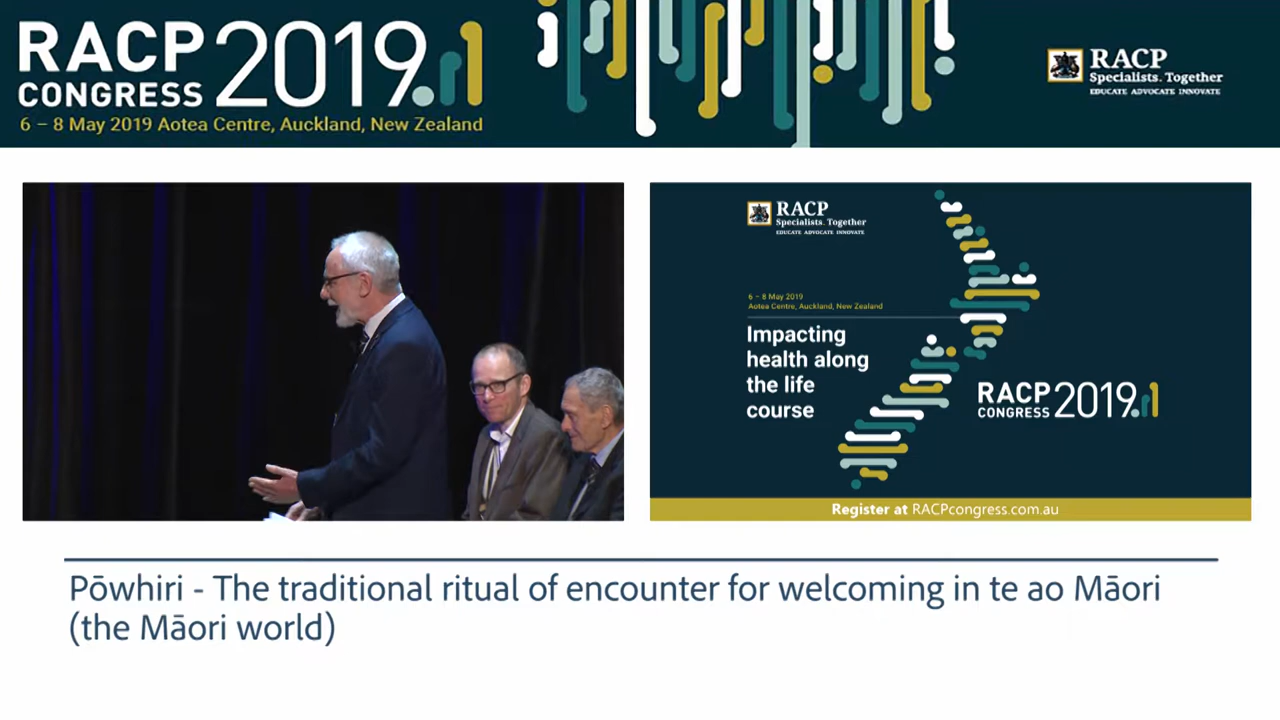 RACP 2019
CONGRESS
6 – 8 May 2019 Aotea Centre, Auckland, New Zealand
RACP
Specialists. Together
EDUCATE ADVOCATE INNOVATE
RACP
Specialists. Together
EDUCATE ADVOCATE INNOVATE
6 – 8 May 2019
Aotea Centre, Auckland, New Zealand
Impacting
health along
the life
course
RACP 2019
CONGRESS
Register at RACPcongress.com.au
Pōwhiri - The traditional ritual of encounter for welcoming in te ao Māori
(the Māori world)